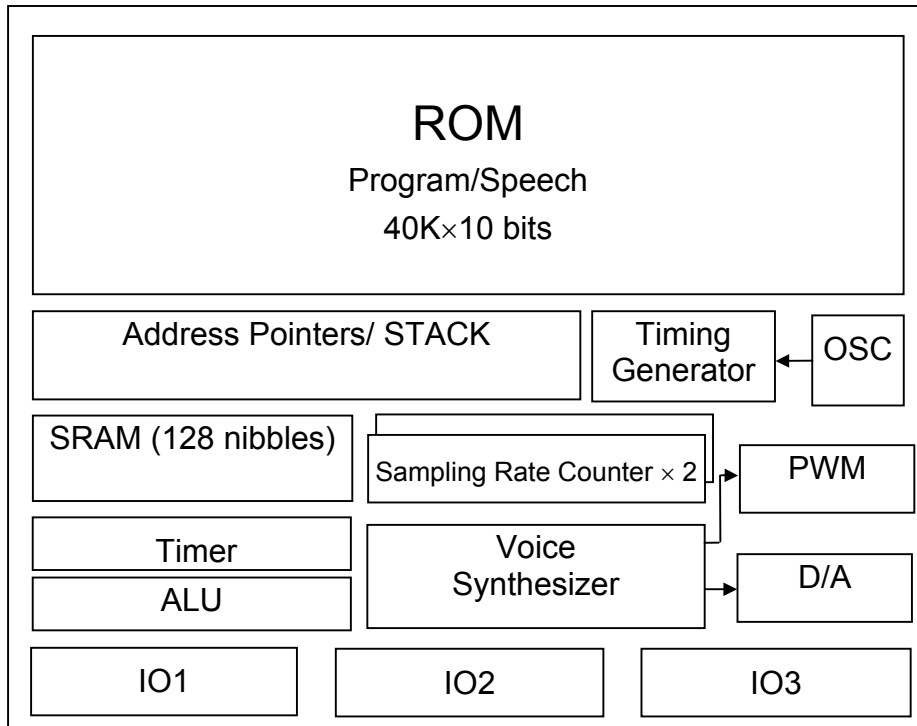 ROM
Program/Speech
40K×10 bits
Address Pointers/ STACK
Timing
Generator
OSC
SRAM (128 nibbles)
Sampling Rate Counter × 2
PWM
Timer
Voice
Synthesizer
D/A
ALU
IO1
IO2
IO3